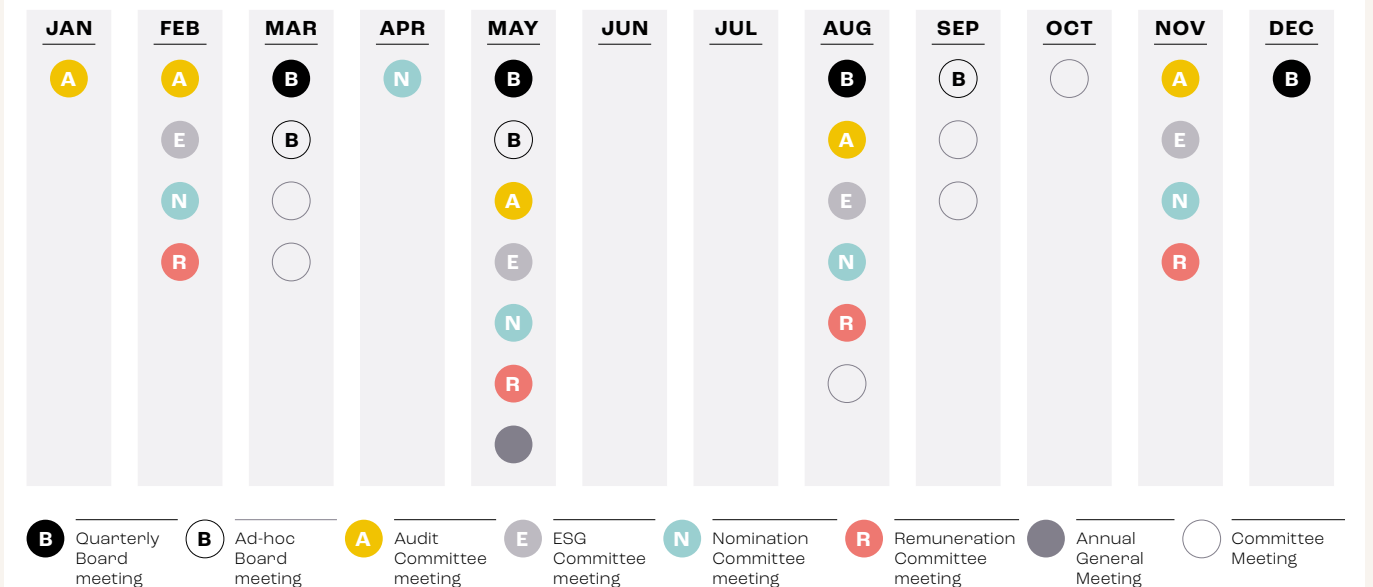 JAN FEB MAR APR MAY JUN JUL AUG SEP OCT NOV DEC
A A B N B B B A B
E B B A E
N A E N
R E N R
N R
R
B Quarterly Board meeting
B Ad-hoc Board meeting
A Audit Committee meeting
E ESG Committee meeting
N Nomination Committee meeting
R Remuneration Committee meeting
Annual General Meeting
Committee Meeting